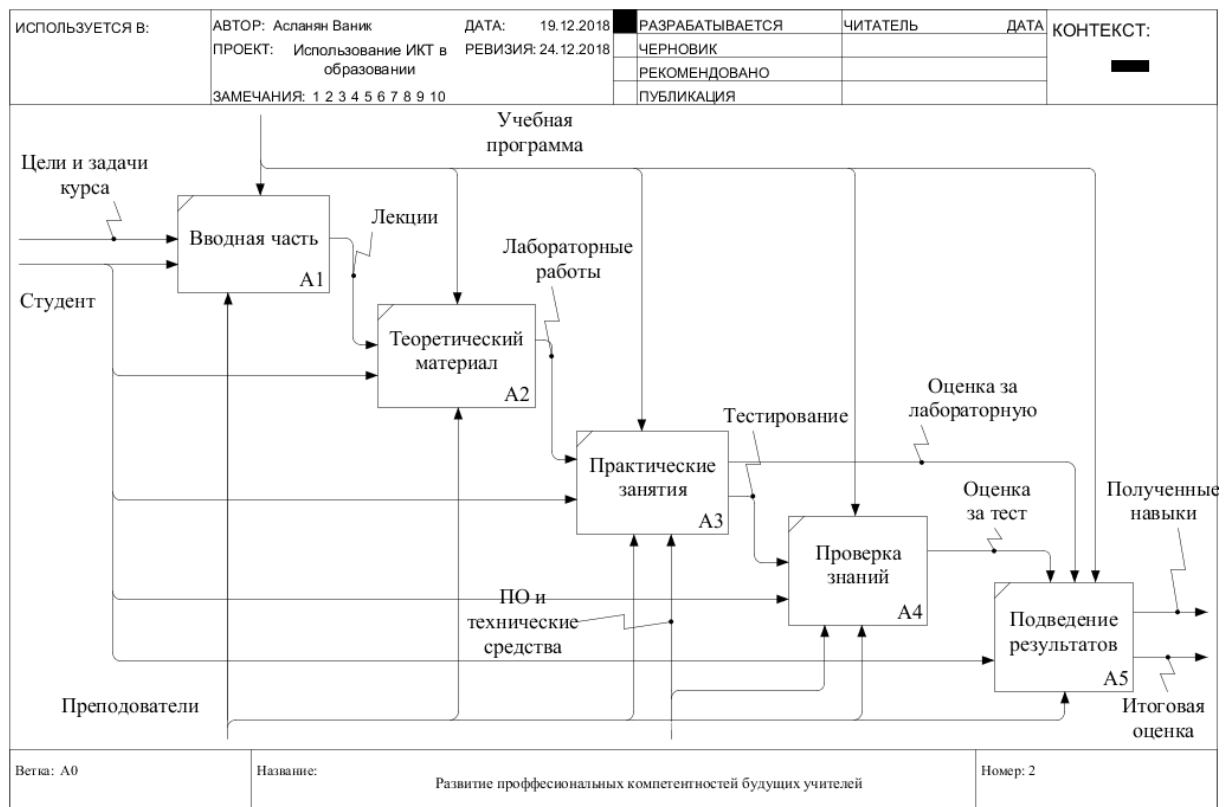 ИСПОЛЬЗУЕТСЯ В:
АВТОР: Асланян Ваник
ДАТА: 19.12.2018
ПРОЕКТ: Использование ИКТ в
образовании
РЕВИЗИЯ: 24.12.2018
ЗАМЕЧАНИЯ: 1 2 3 4 5 6 7 8 9 10
РАЗРАБАТЫВАЕТСЯ
ЧЕРНОВИК
РЕКОМЕНДОВАНО
ПУБЛИКАЦИЯ
ЧИТАТЕЛЬ
ДАТА
КОНТЕКСТ:
Учебная
программа
Цели и задачи
курса
Вводная часть
A1
Лекции
Студент
Лабораторные
работы
Теоретический
материал
A2
Тестирование
Оценка за
лабораторную
Практические
занятия
A3
Оценка
за тест
Полученные
навыки
Проверка
знаний
A4
ПО и
технические
средства
Подведение
результатов
A5
Преподователи
Итоговая
оценка
Ветка: A0
Название:
Развитие проффесиональных компетентностей будущих учителей
Номер: 2